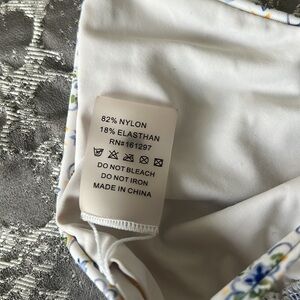 82% NYLON
18% ELASTHAN
RN#161297
DO NOT BLEACH
DO NOT IRON
MADE IN CHINA